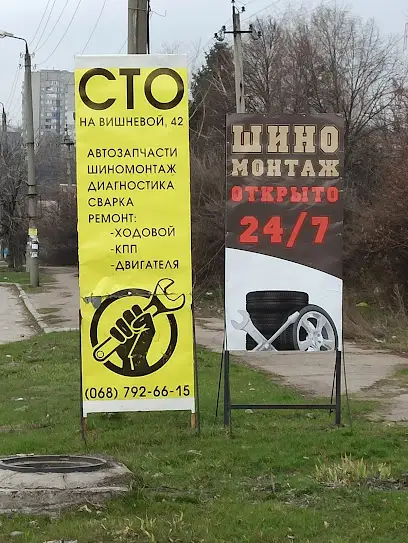 СТО
НА ВИШНЕВОЙ, 42
АВТОЗАПЧАСТИ
ШИНОМОНТАЖ
ДИАГНОСТИКА
СВАРКА
РЕМОНТ:
-ХОДОВОЙ
-КПП
-ДВИГАТЕЛЯ
(068) 792-66-15
ШИНО
МОНТАЖ
ОТКРЫТО
24/7